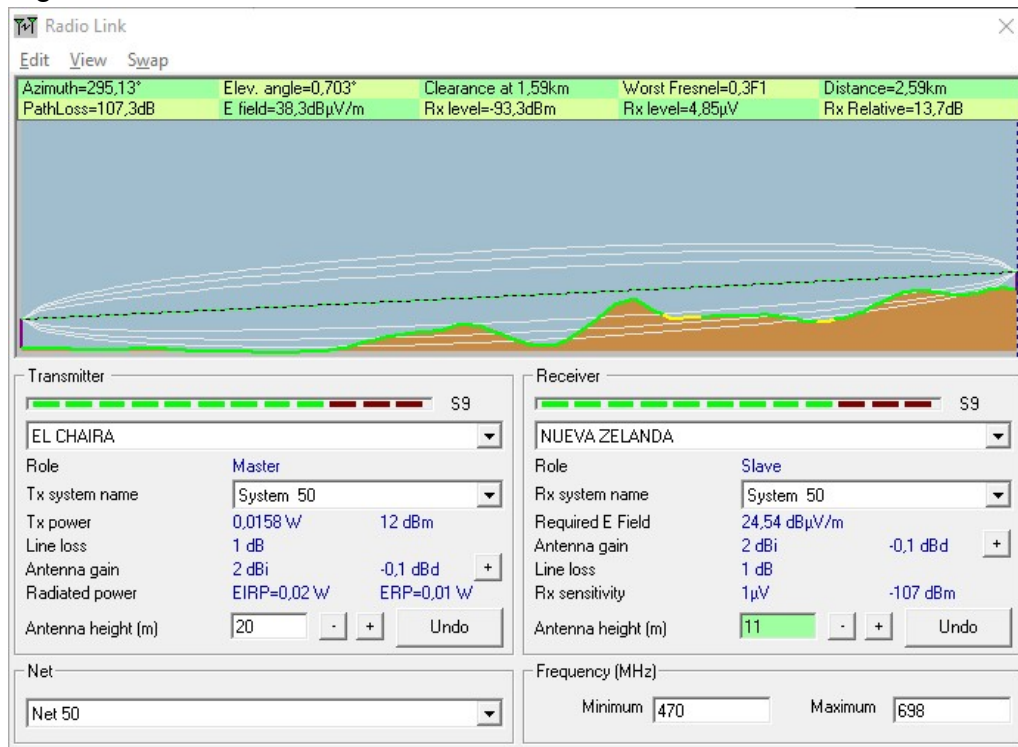 Radio Link
Edit View Swap
Azimuth=295,13° Elev. angle=0,703° Clearance at 1,59km Worst Fresnel=0,3F1 Distance=2,59km
PathLoss=107,3dB E field=38,3dBµV/m Rx level=-93,3dBm Rx level=4,85µV Rx Relative=13,7dB
Transmitter
S9
EL CHAIRA
Role Master
Tx system name System 50
Tx power 0,0158 W 12 dBm
Line loss 1 dB
Antenna gain 2 dBi -0,1 dBd +
Radiated power EIRP=0,02 W ERP=0,01 W
Antenna height (m) 20 - + Undo
Receiver
S9
NUEVA ZELANDA
Role Slave
Rx system name System 50
Required E Field 24,54 dBµV/m
Antenna gain 2 dBi -0,1 dBd +
Line loss 1 dB
Rx sensitivity 1µV -107 dBm
Antenna height (m) 11 - + Undo
Net
Net 50
Frequency (MHz)
Minimum 470 Maximum 698